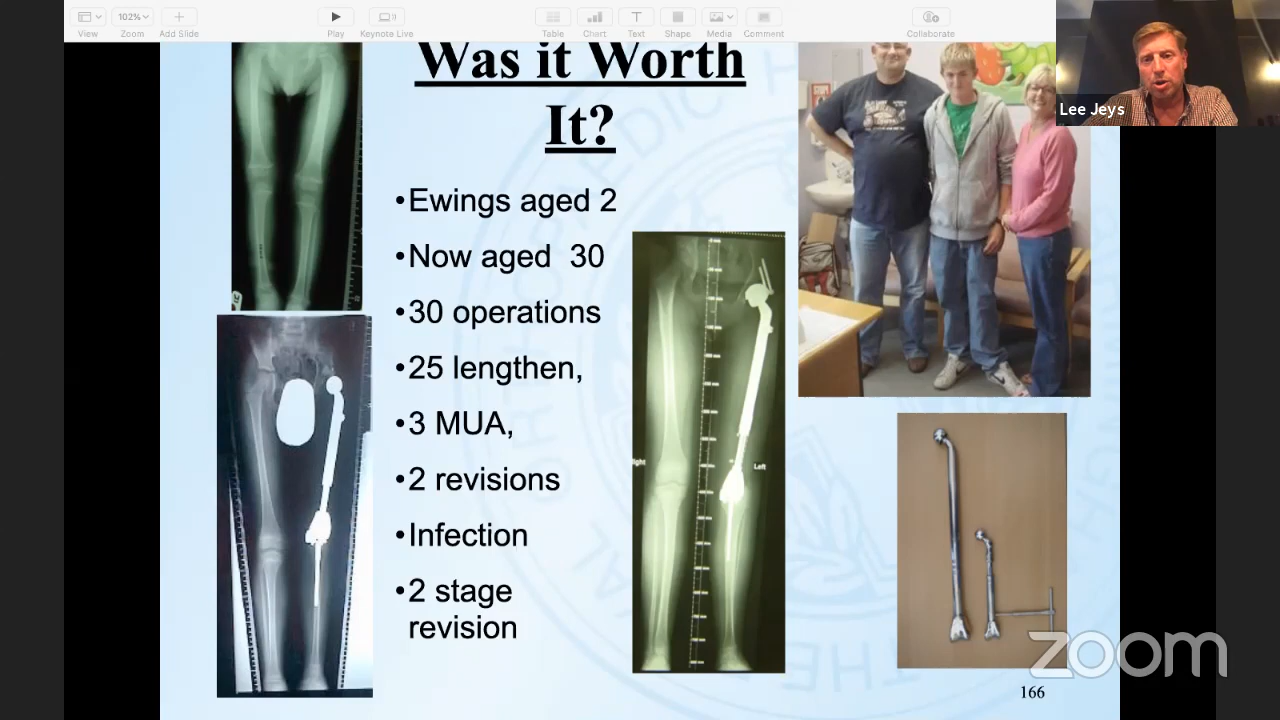 102%
View
Zoom
Add Slide
Play
Keynote Live
Table
Chart
Text
Shape
Media
Comment
Collaborate
Lee Jeys
Was it Worth
It?
•Ewings aged 2
•Now aged 30
•30 operations
•25 lengthen,
•3 MUA,
•2 revisions
•Infection
•2 stage
revision
Left
zoom
166